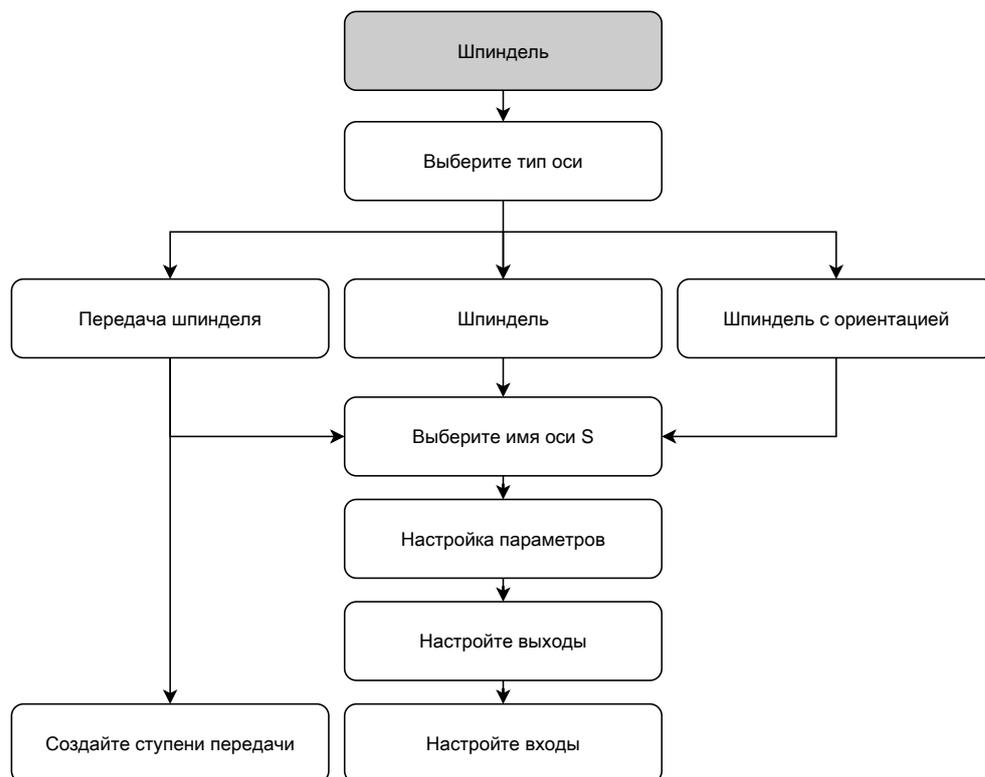 Шпиндель
Выберите тип оси
Передача шпинделя
Шпиндель
Шпиндель с ориентацией
Выберите имя оси S
Настройка параметров
Настройте выходы
Создайте ступени передачи
Настройте входы